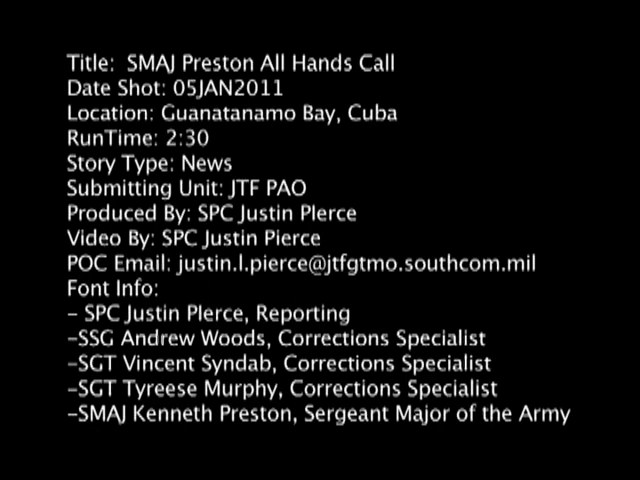 Title:  SMAJ Preston All Hands Call
Date Shot: 05JAN2011
Location: Guanatanamo Bay, Cuba
RunTime: 2:30
Story Type: News
Submitting Unit: JTF PAO
Produced By: SPC Justin PIerce
Video By: SPC Justin Pierce
POC Email: justin.l.pierce@jtfgtmo.southcom.mil
Font Info:
- SPC Justin PIerce, Reporting
-SSG Andrew Woods, Corrections Specialist
-SGT Vincent Syndab, Corrections Specialist
-SGT Tyreese Murphy, Corrections Specialist
-SMAJ Kenneth Preston, Sergeant Major of the Army